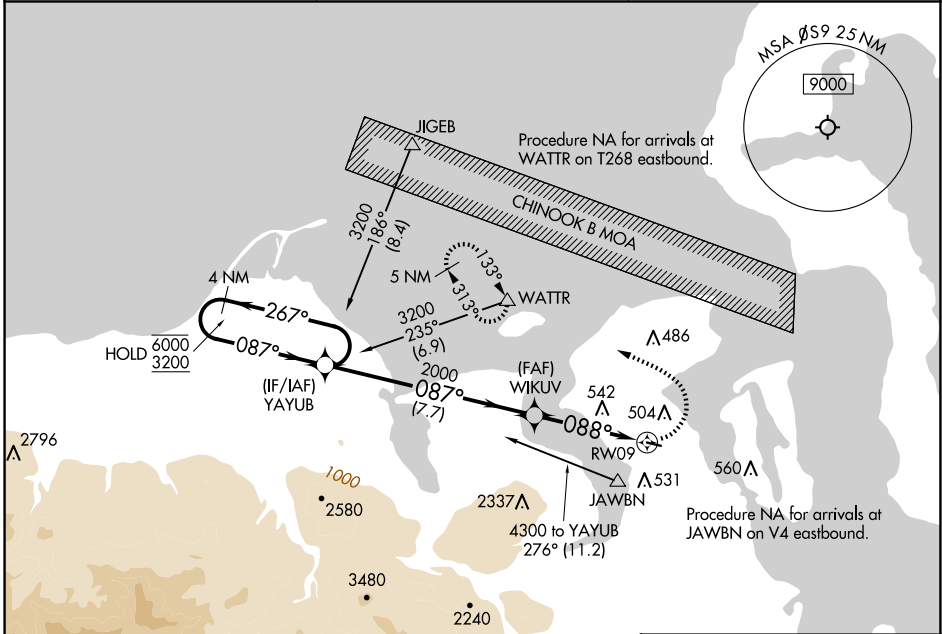 MSA ØS9 25 NM
9000
JIGEB
Procedure NA for arrivals at
WATTR on T268 eastbound.
CHINOOK B MOA
3200
186°
(8.4)
4 NM
5 NM
133°
313°
WATTR
267°
3200
235°
(6.9)
HOLD
6000
3200
087°
(IF/IAF)
YAYUB
2000
087°
(7.7)
(FAF)
WIKUV
486
542
504
088°
RW09
2796
1000
2580
2337
JAWBN
531
560
4300 to YAYUB
276° (11.2)
Procedure NA for arrivals at
JAWBN on V4 eastbound.
3480
2240